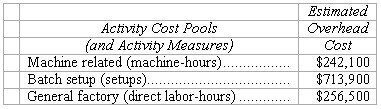 Estimated
Activity Cost Pools Overhead
(and Activity Measures) Cost
Machine related (machine-hours)................ $242,100
Batch setup (setups)................................. $713,900
General factory (direct labor-hours) ............ $256,500